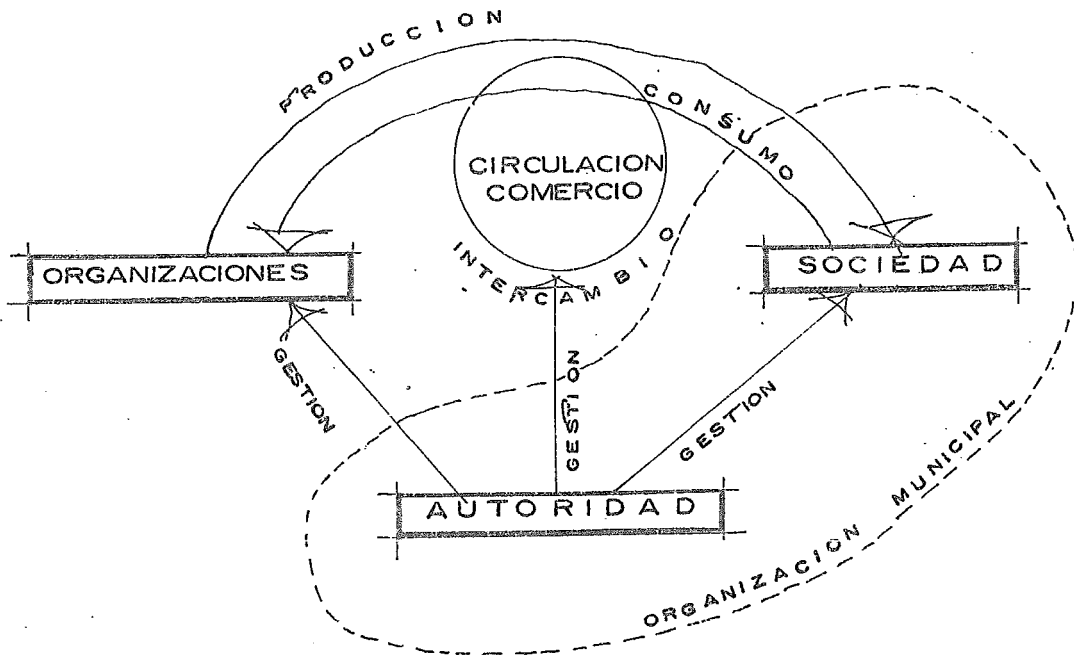 PRODUCCION
CONSUMO
CIRCULACION
COMERCIO
INTERCAMBIO
ORGANIZACIONES
SOCIEDAD
GESTION
GESTION
GESTION
AUTORIDAD
ORGANIZACION MUNICIPAL